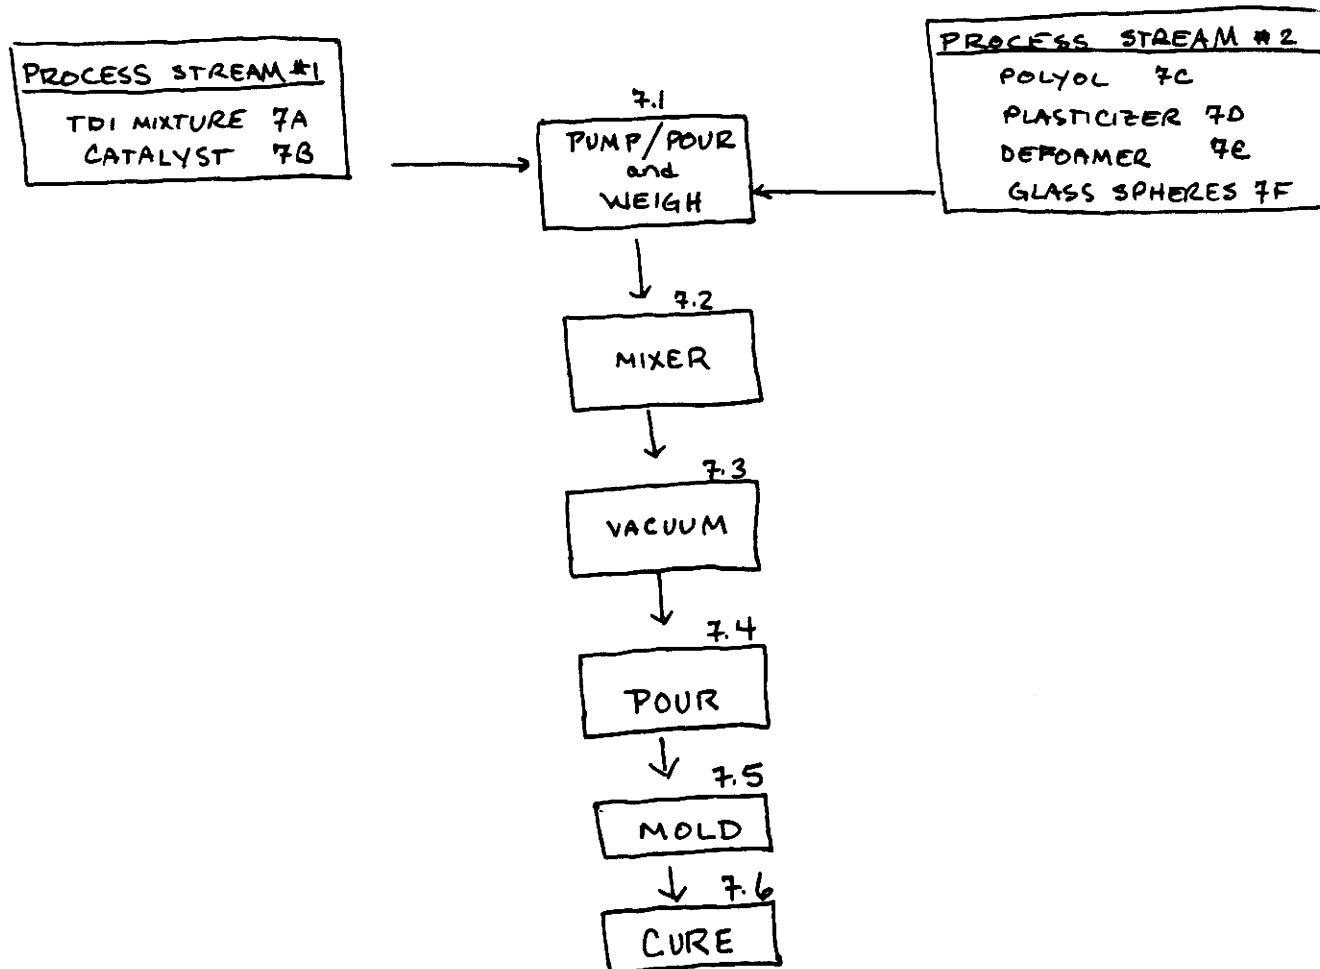 PROCESS STREAM #1
TDI MIXTURE 7A
CATALYST 7B
PROCESS STREAM #2
POLYOL 7C
PLASTICIZER 7D
DEFOAMER 7E
GLASS SPHERES 7F
7.1
PUMP/POUR
and
WEIGH
7.2
MIXER
7.3
VACUUM
7.4
POUR
7.5
MOLD
7.6
CURE